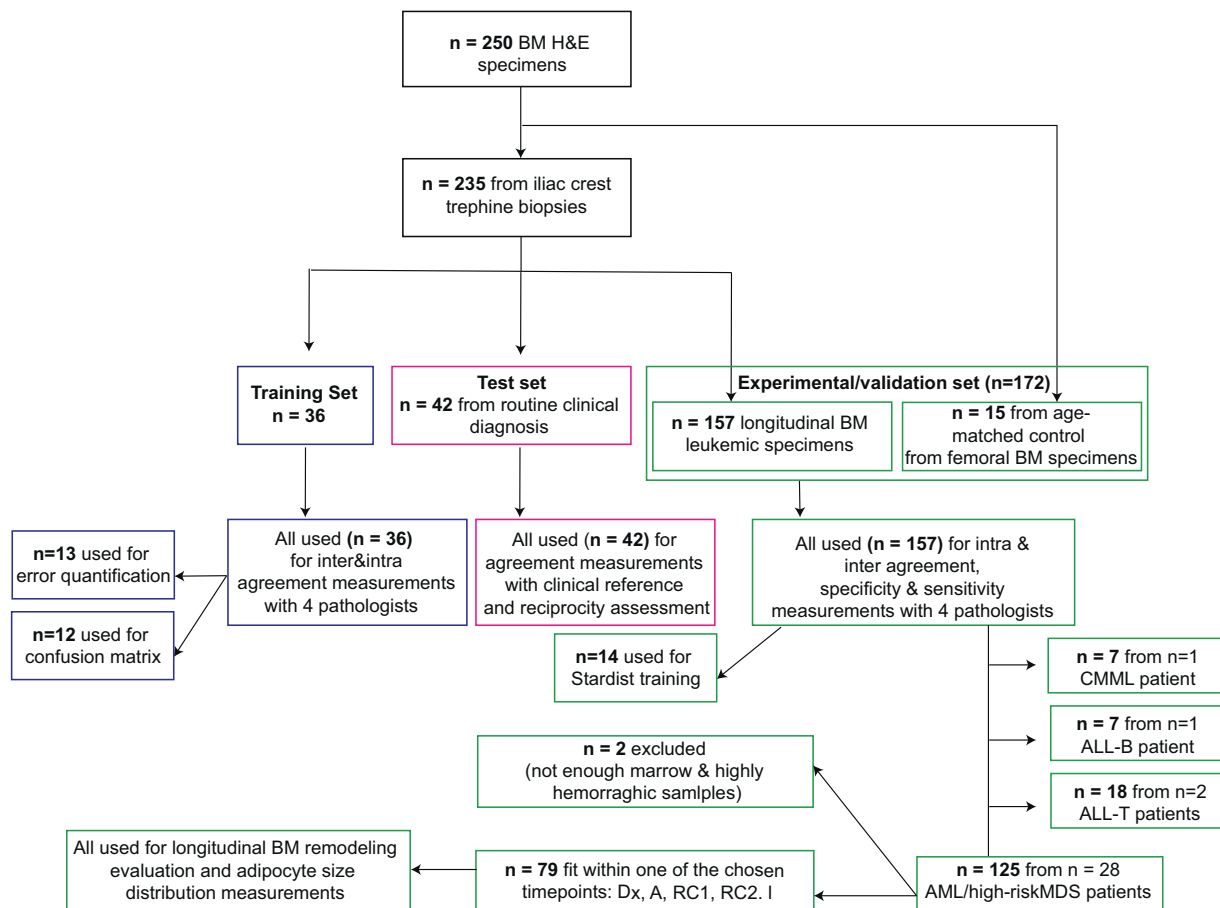 n = 250 BM H&E
specimens
n = 235 from iliac crest
trephine biopsies
Training Set
n = 36
Test set
n = 42 from routine clinical
diagnosis
Experimental/validation set (n=172)
n = 157 longitudinal BM
leukemic specimens
n = 15 from age-
matched control
from femoral BM specimens
n=13 used for
error quantification
n=12 used for
confusion matrix
All used (n = 36)
for inter&intra
agreement measurements
with 4 pathologists
All used (n = 42) for
agreement measurements
with clinical reference
and reciprocity assessment
All used (n = 157) for intra &
inter agreement,
specificity & sensitivity
measurements with 4 pathologists
n=14 used for
Stardist training
n = 7 from n=1
CMML patient
n = 7 from n=1
ALL-B patient
n = 18 from n=2
ALL-T patients
n = 2 excluded
(not enough marrow & highly
hemorraghic samlples)
All used for longitudinal BM remodeling
evaluation and adipocyte size
distribution measurements
n = 79 fit within one of the chosen
timepoints: Dx, A, RC1, RC2. I
n = 125 from n = 28
AML/high-riskMDS patients